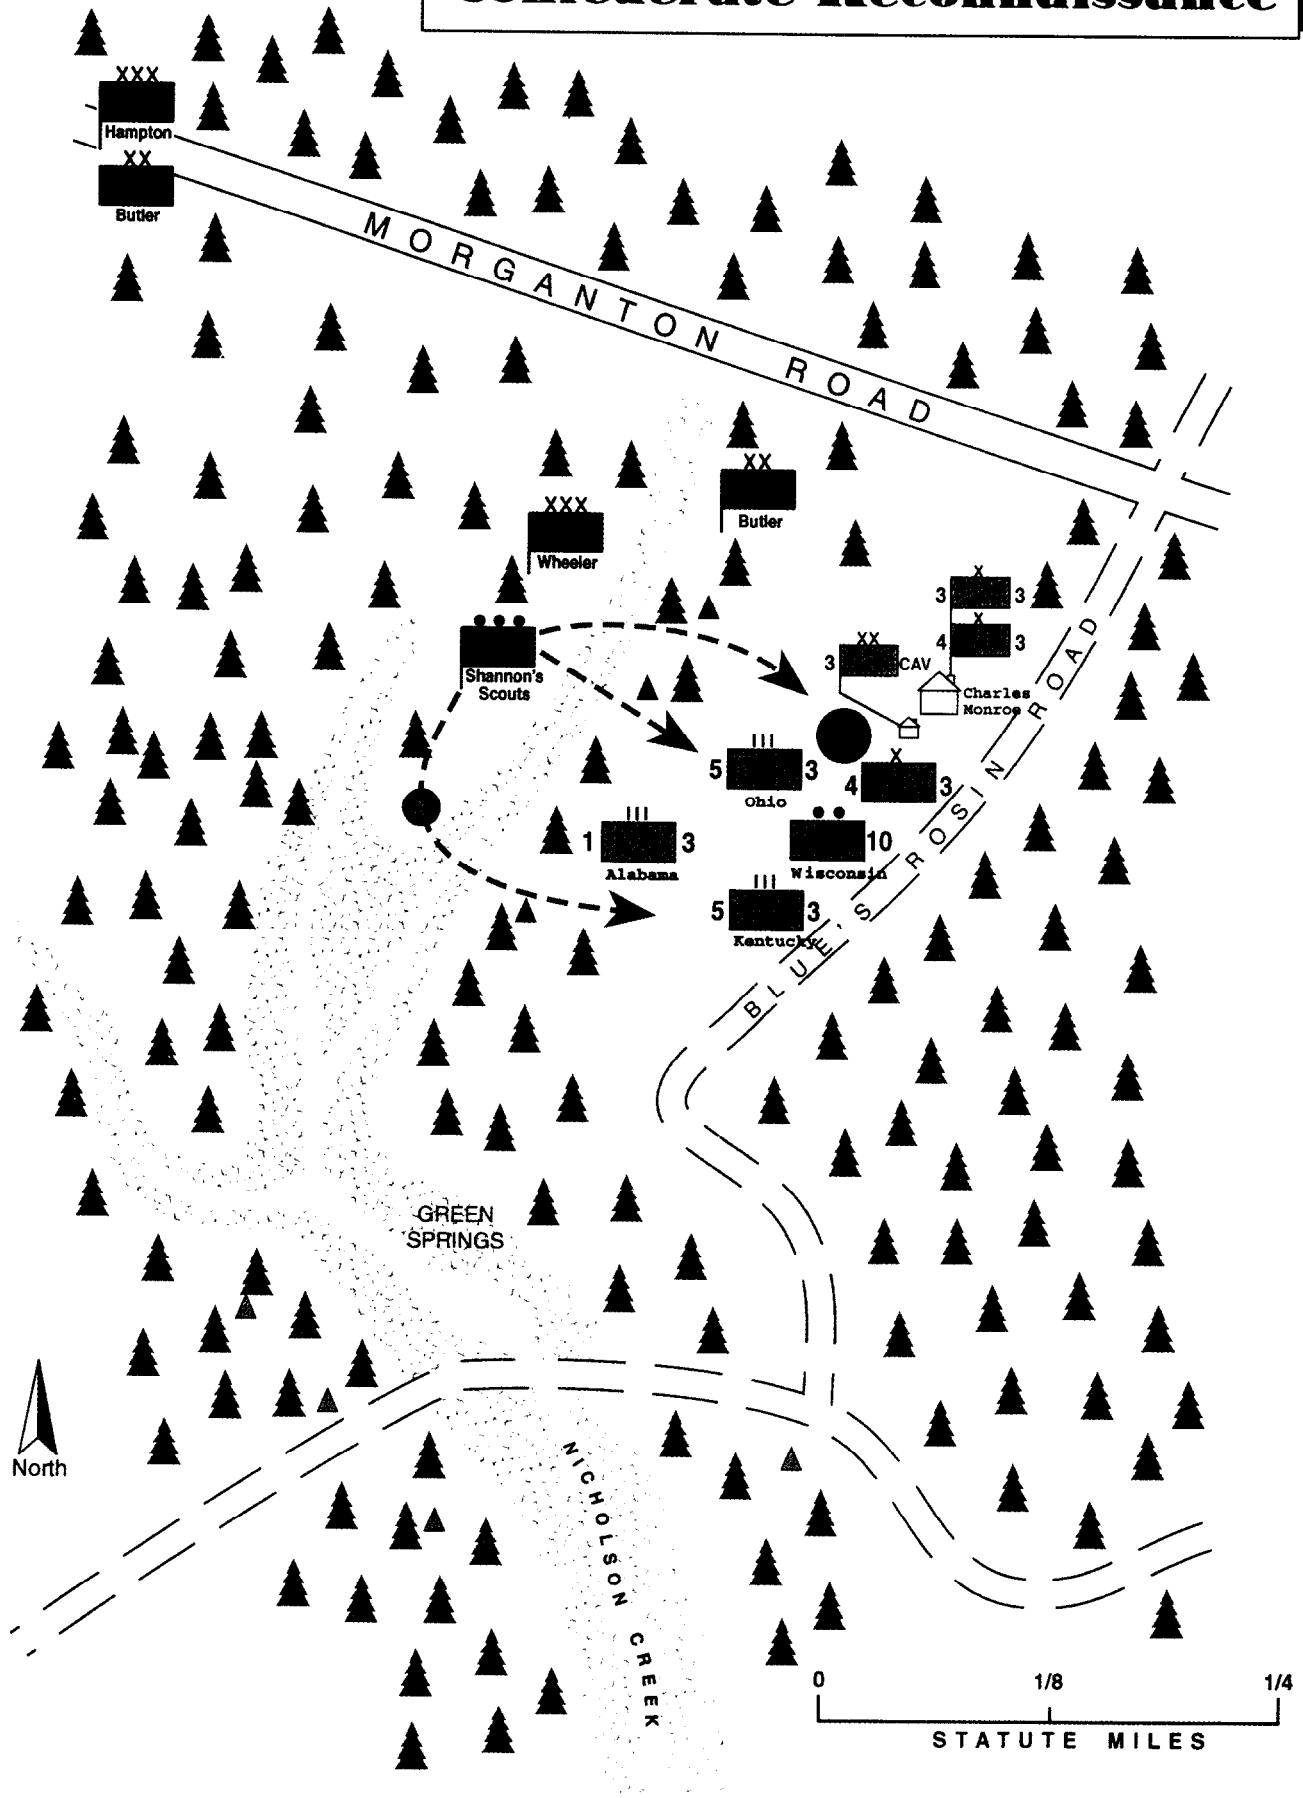 Confederate Reconnaissance
XXX
Hampton
XX
Butler
MORGANTON ROAD
XX
Butler
XXX
Wheeler
X
3 3
X
4 3
Shannon's
Scouts
XX
3 CAV
Charles
Monroe
III
5 3
Ohio
X
4 3
III
1 3
Alabama
10
Wisconsin
III
5 3
Kentucky
BLUE'S ROSIN ROAD
GREEN
SPRINGS
North
NICHOLSON CREEK
0 1/8 1/4
STATUTE MILES